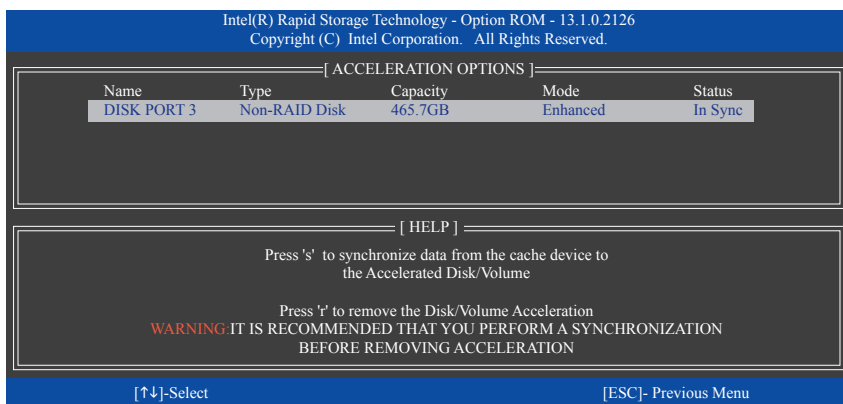 Intel(R) Rapid Storage Technology - Option ROM - 13.1.0.2126
Copyright (C) Intel Corporation. All Rights Reserved.
[ ACCELERATION OPTIONS ]
Name Type Capacity Mode Status
DISK PORT 3 Non-RAID Disk 465.7GB Enhanced In Sync
[ HELP ]
Press 's' to synchronize data from the cache device to
the Accelerated Disk/Volume
Press 'r' to remove the Disk/Volume Acceleration
WARNING:IT IS RECOMMENDED THAT YOU PERFORM A SYNCHRONIZATION
BEFORE REMOVING ACCELERATION
[↑↓]-Select [ESC]- Previous Menu